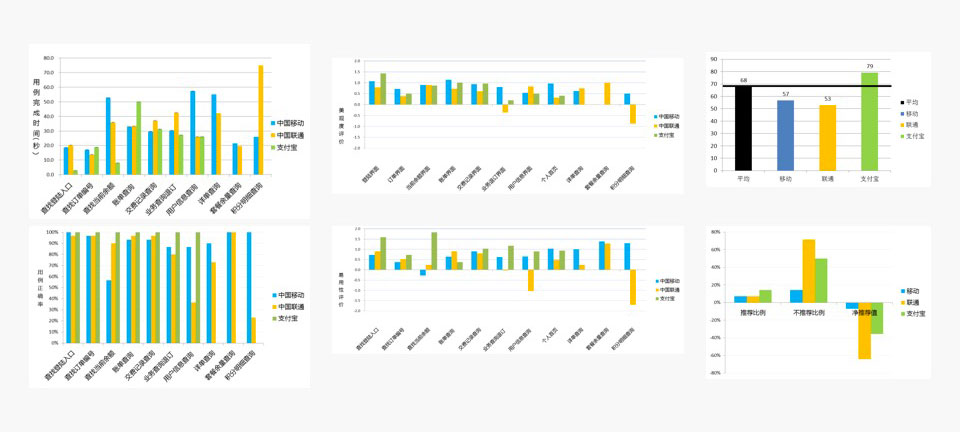 80.0
70.0
60.0
50.0
40.0
30.0
20.0
10.0
0.0
用例完成时间(秒)
查找登陆入口
查找订单编号
查找当前余额
账单查询
交费记录查询
业务查询退订
用户信息查询
详单查询
套餐余量查询
积分明细查询
中国移动
中国联通
支付宝
2.0
1.5
1.0
0.5
0.0
-0.5
-1.0
美观度评价
登陆界面
订单界面
当前余额界面
账单界面
交费记录界面
业务退订界面
用户信息界面
个人首页
详单查询
套餐余量查询
积分明细查询
中国移动
中国联通
支付宝
90
80
70
60
50
40
30
20
10
0
68
57
53
79
平均
移动
联通
支付宝
平均
移动
联通
支付宝
100%
90%
80%
70%
60%
50%
40%
30%
20%
10%
0%
用例正确率
查找登陆入口
查找订单编号
查找当前余额
账单查询
交费记录查询
业务查询退订
用户信息查询
详单查询
套餐余量查询
积分明细查询
中国移动
中国联通
支付宝
2.0
1.5
1.0
0.5
0.0
-0.5
-1.0
-1.5
-2.0
易用性评价
查找登陆入口
查找订单编号
查找当前余额
账单查询
交费记录查询
业务查询退订
用户信息查询
个人首页
详单查询
套餐余量查询
积分明细查询
中国移动
中国联通
支付宝
80%
60%
40%
20%
0%
-20%
-40%
-60%
-80%
推荐比例
不推荐比例
净推荐值
移动
联通
支付宝